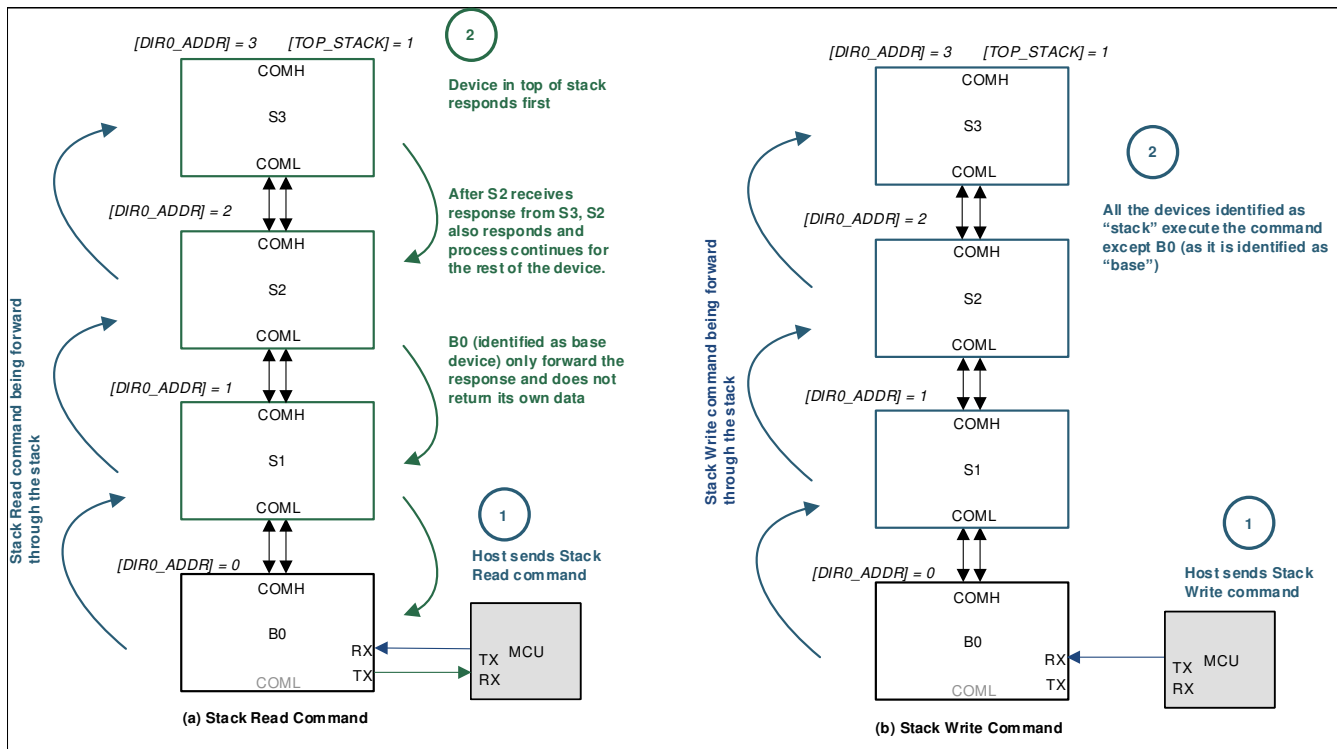 [DIR0_ADDR] = 3
[TOP_STACK] = 1
2
COMH
S3
COML
Device in top of stack
responds first
[DIR0_ADDR] = 2
After S2 receives
response from S3, S2
also responds and
process continues for
the rest of the device.
COMH
S2
COML
B0 (identified as base
device) only forward the
response and does not
return its own data
[DIR0_ADDR] = 1
COMH
S1
COML
Stack Read command being forward
through the stack
1
Host sends Stack
Read command
[DIR0_ADDR] = 0
COMH
B0
RX
TX
COML
TX
MCU
RX
(a) Stack Read Command
[DIR0_ADDR] = 3
[TOP_STACK] = 1
COMH
S3
COML
2
All the devices identified as
“stack” execute the command
except B0 (as it is identified as
“base”)
[DIR0_ADDR] = 2
COMH
S2
COML
[DIR0_ADDR] = 1
COMH
S1
COML
Stack Write command being forward
through the stack
1
Host sends Stack
Write command
[DIR0_ADDR] = 0
COMH
B0
RX
TX
COML
TX
MCU
RX
(b) Stack Write Command